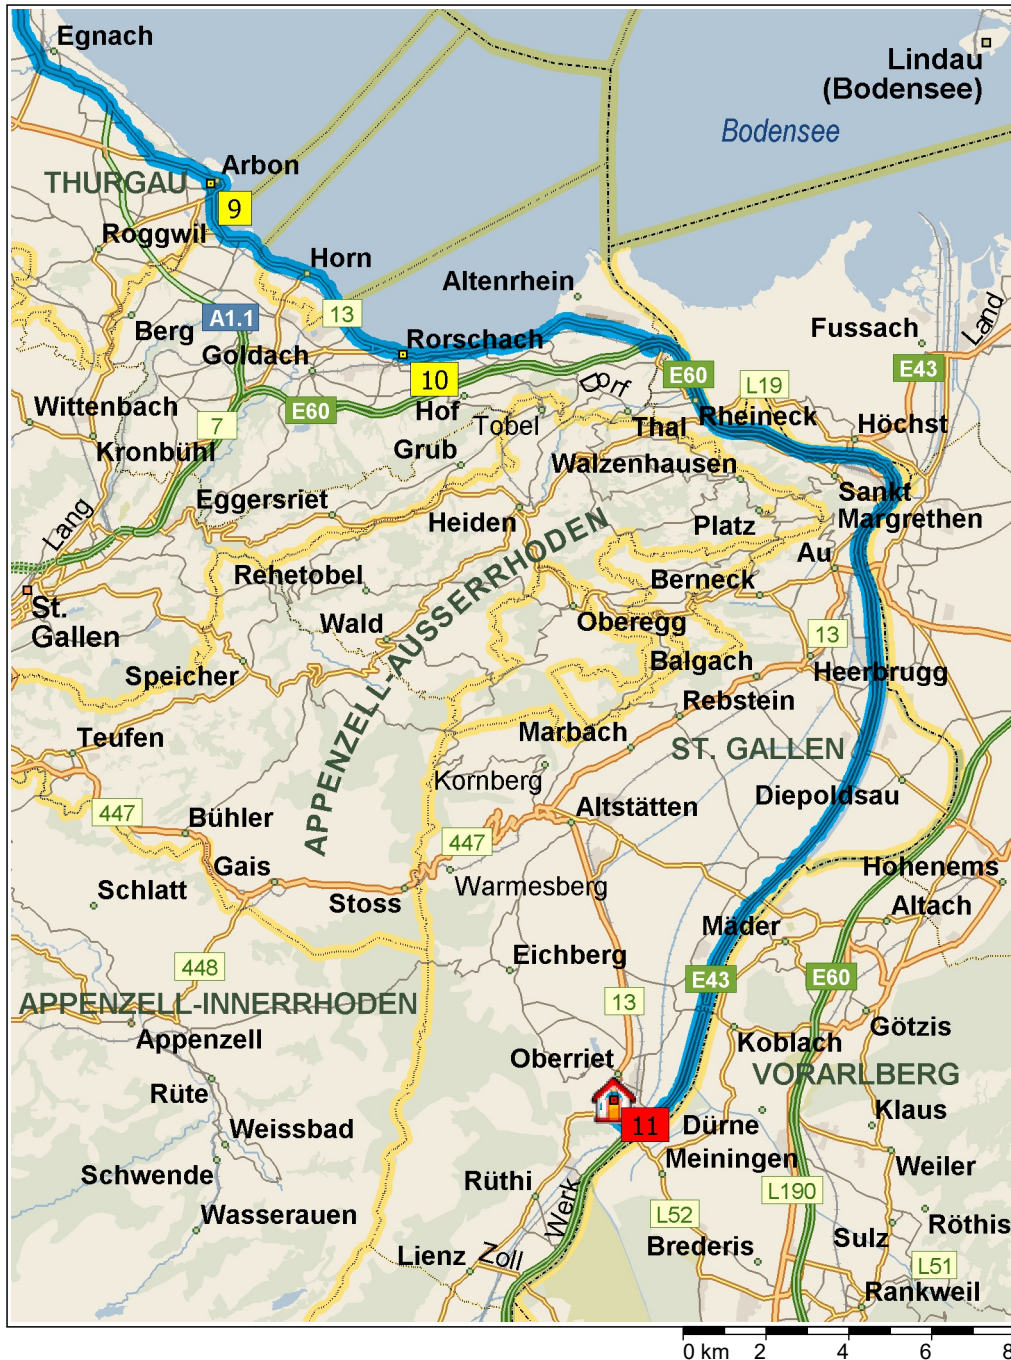 Egnach
Lindau
(Bodensee)
Bodensee
Arbon
THURGAU
9
Roggwil
Horn
Altenrhein
A1.1
13
Berg
Fussach
Land
Goldach
Rorschach
E43
10
E60
L19
Dorf
Wittenbach
E60
Hof
Rheineck
7
Tobel
Thal
Höchst
Kronbühl
Grub
Walzenhausen
Eggersriet
Sankt
Margrethen
Lang
Heiden
Platz
Au
Rehetobel
Berneck
St.
Gallen
Wald
Oberegg
13
APPENZELL-AUSSERRHODEN
Speicher
Balgach
Heerbrugg
Rebstein
Teufen
Marbach
ST. GALLEN
Kornberg
Diepoldsau
447
Bühler
Altstätten
447
Gais
Hohenems
Schlatt
Stoss
Warmesberg
Altach
Mäder
Eichberg
448
E43
E60
APPENZELL-INNERRHODEN
13
Götzis
Appenzell
Koblach
Oberriet
VORARLBERG
Rüte
Klaus
11
Dürne
Weissbad
Meiningen
Schwende
Weiler
Rüthi
L190
Werk
Wasserauen
L52
Röthis
Sulz
Lienz
Zoll
Brederis
L51
Rankweil
0 km 2 4 6 8